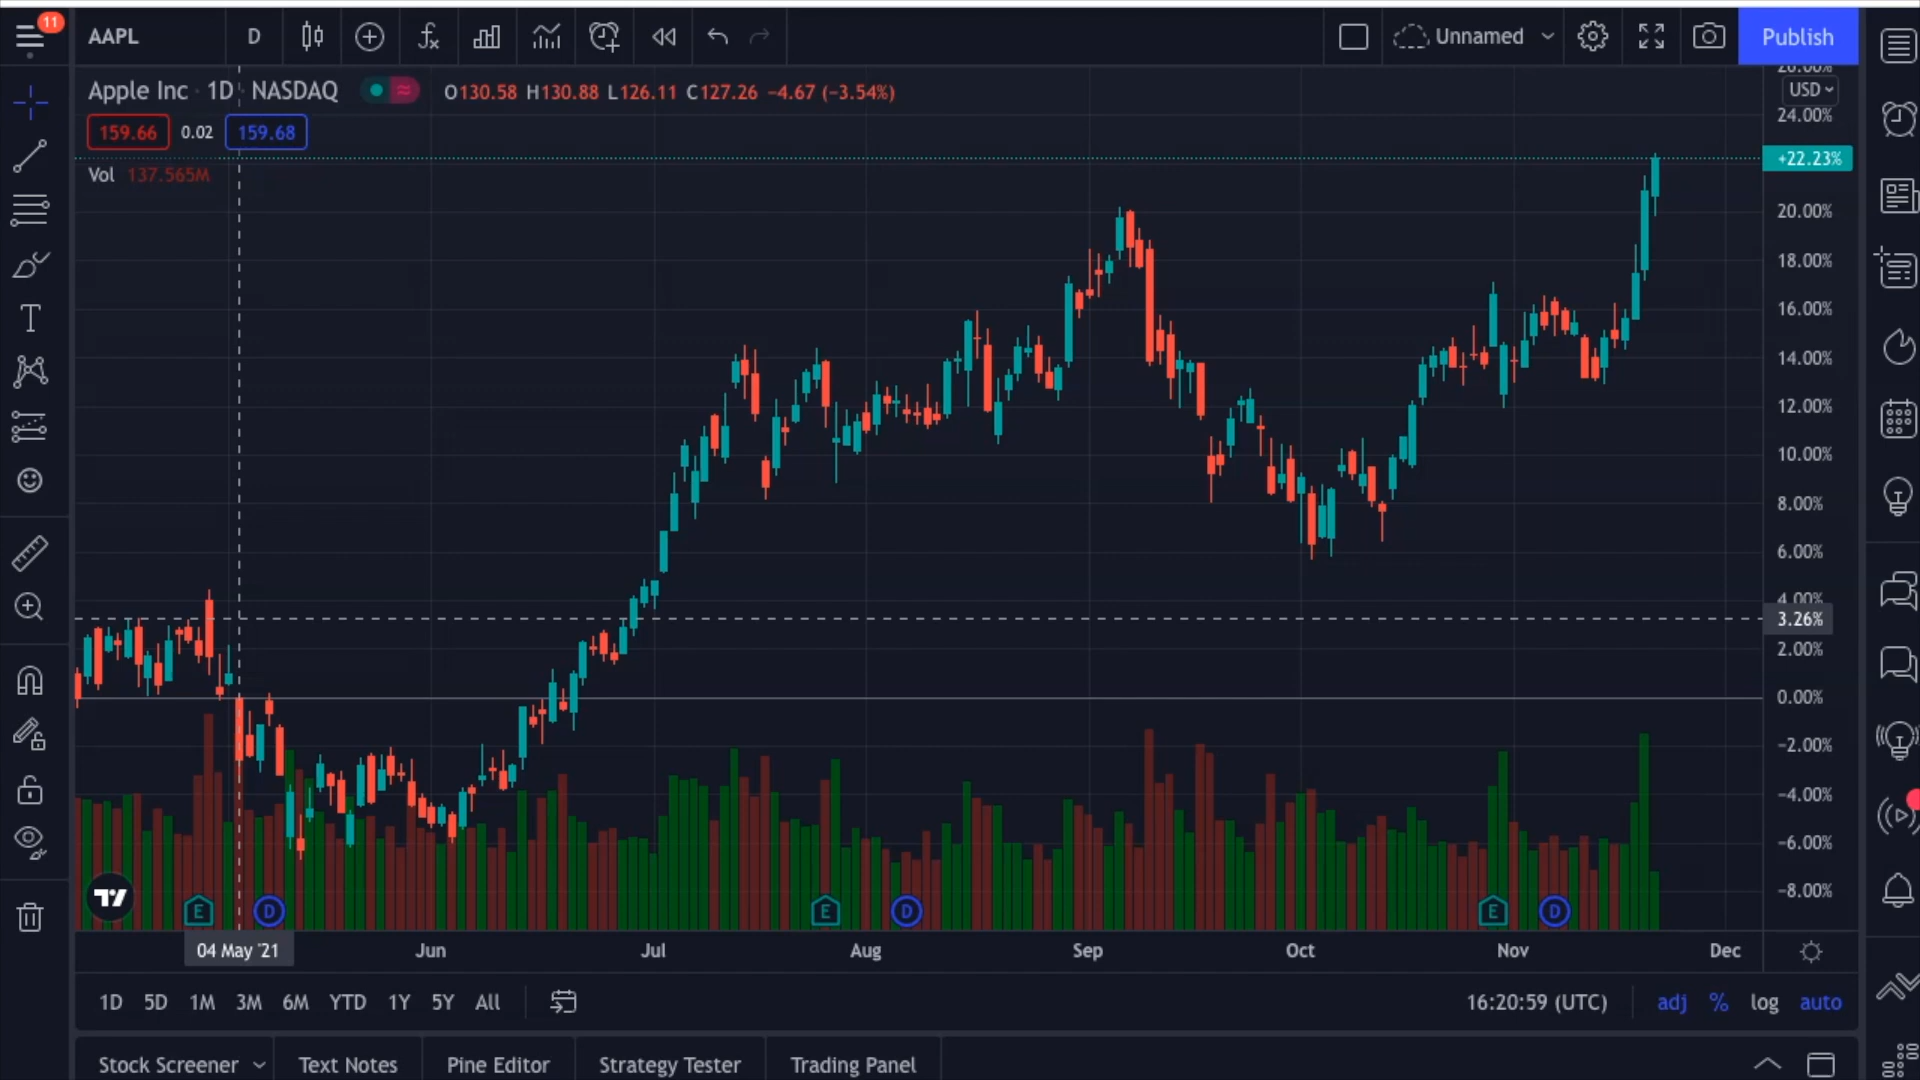 11
AAPL D Unnamed Publish
Apple Inc · 1D · NASDAQ O130.58 H130.88 L126.11 C127.26 −4.67 (−3.54%)
USD
159.66 0.02 159.68
Vol 137.565M
26.00%
24.00%
+22.23%
20.00%
18.00%
16.00%
14.00%
12.00%
10.00%
8.00%
6.00%
4.00%
3.26%
2.00%
0.00%
−2.00%
−4.00%
−6.00%
−8.00%
E D E D E D
04 May '21 Jun Jul Aug Sep Oct Nov Dec
1D 5D 1M 3M 6M YTD 1Y 5Y All 16:20:59 (UTC) adj % log auto
Stock Screener Text Notes Pine Editor Strategy Tester Trading Panel